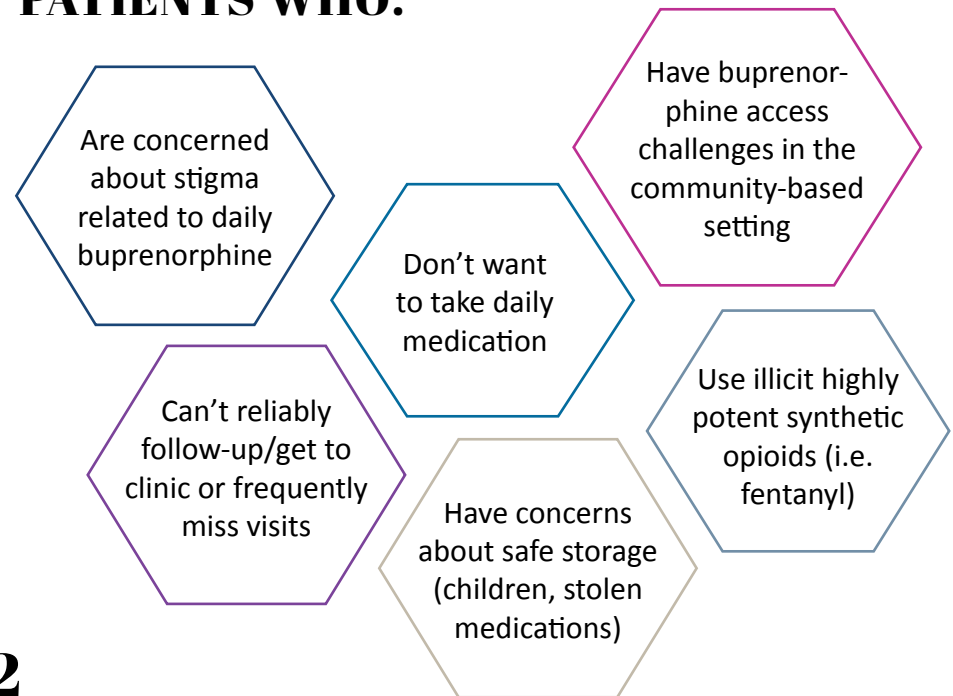 PATIENTS WHO:
Are concerned
about stigma
related to daily
buprenorphine
Have buprenor-
phine access
challenges in the
community-based
setting
Don’t want
to take daily
medication
Can’t reliably
follow-up/get to
clinic or frequently
miss visits
Use illicit highly
potent synthetic
opioids (i.e.
fentanyl)
Have concerns
about safe storage
(children, stolen
medications)
2